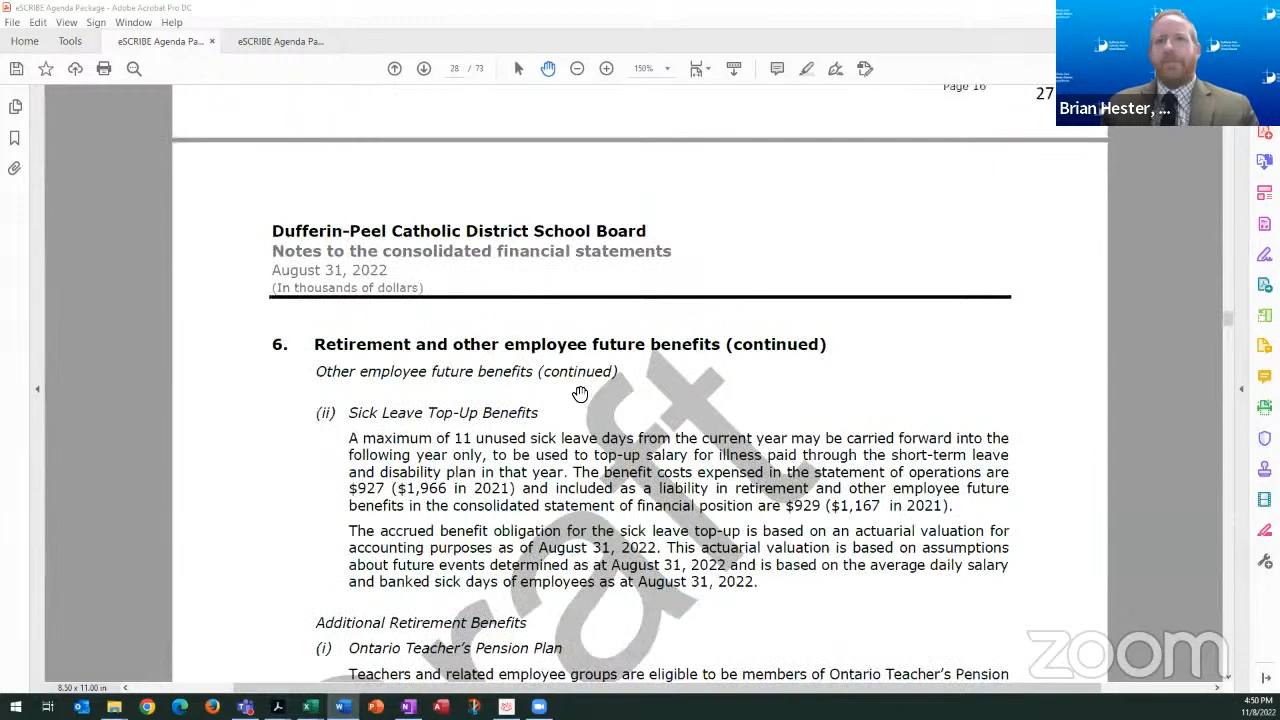 eSCRIBE Agenda Package - Adobe Acrobat Pro DC
File Edit View Sign Window Help
Home Tools eSCRIBE Agenda Pa... × eSCRIBE Agenda Pa...
28 / 73 150%
Page 16
27
Brian Hester, ...
Dufferin-Peel Catholic District School Board
Notes to the consolidated financial statements
August 31, 2022
(In thousands of dollars)
6. Retirement and other employee future benefits (continued)
Other employee future benefits (continued)
(ii) Sick Leave Top-Up Benefits
A maximum of 11 unused sick leave days from the current year may be carried forward into the
following year only, to be used to top-up salary for illness paid through the short-term leave
and disability plan in that year. The benefit costs expensed in the statement of operations are
$927 ($1,966 in 2021) and included as a liability in retirement and other employee future
benefits in the consolidated statement of financial position are $929 ($1,167 in 2021).
The accrued benefit obligation for the sick leave top-up is based on an actuarial valuation for
accounting purposes as of August 31, 2022. This actuarial valuation is based on assumptions
about future events determined as at August 31, 2022 and is based on the average daily salary
and banked sick days of employees as at August 31, 2022.
Additional Retirement Benefits
(i) Ontario Teacher's Pension Plan
Teachers and related employee groups are eligible to be members of Ontario Teacher's Pension
raft
zoom
8.50 x 11.00 in
4:50 PM
11/8/2022